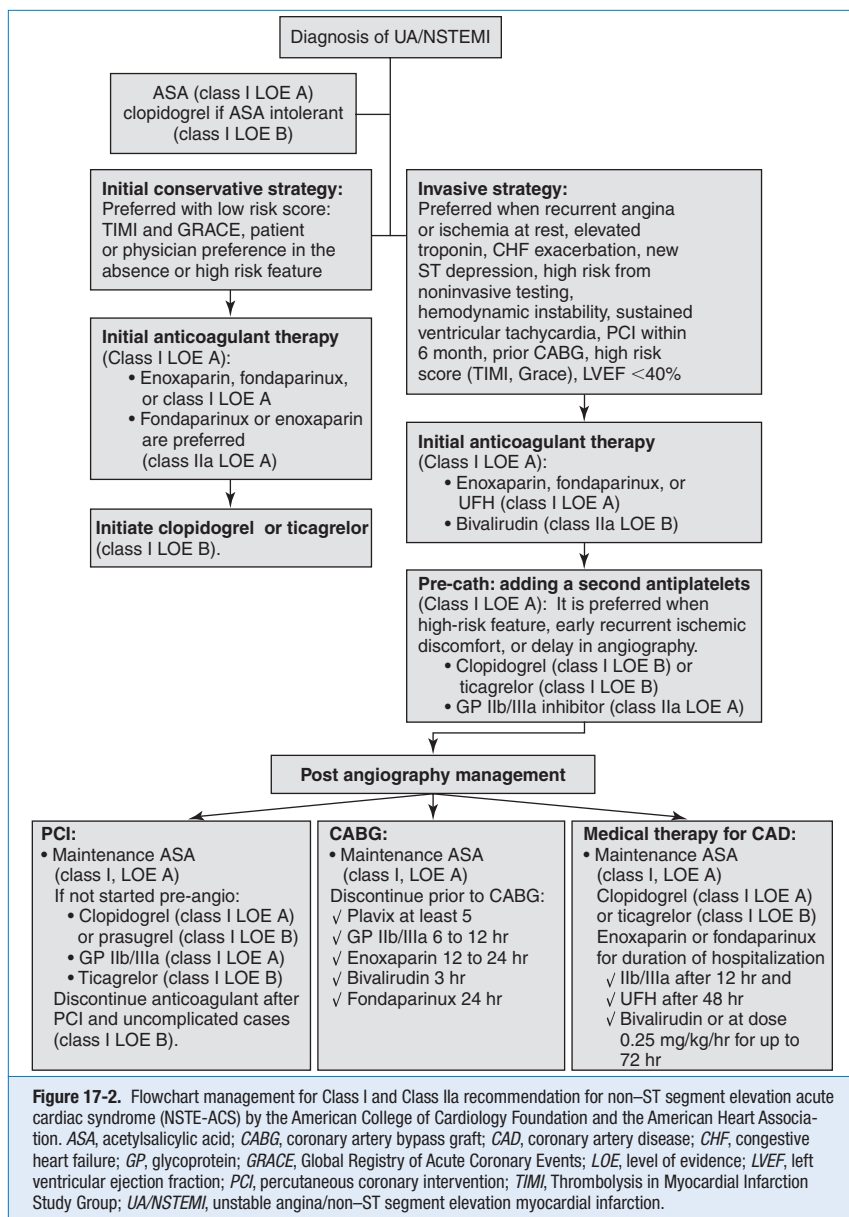 Diagnosis of UA/NSTEMI
ASA (class I LOE A)
clopidogrel if ASA intolerant
(class I LOE B)
Initial conservative strategy:
Preferred with low risk score:
TIMI and GRACE, patient
or physician preference in the
absence or high risk feature
Invasive strategy:
Preferred when recurrent angina
or ischemia at rest, elevated
troponin, CHF exacerbation, new
ST depression, high risk from
noninvasive testing,
hemodynamic instability, sustained
ventricular tachycardia, PCI within
6 month, prior CABG, high risk
score (TIMI, Grace), LVEF <40%
Initial anticoagulant therapy
(Class I LOE A):
• Enoxaparin, fondaparinux,
or class I LOE A
• Fondaparinux or enoxaparin
are preferred
(class IIa LOE A)
Initial anticoagulant therapy
(Class I LOE A):
• Enoxaparin, fondaparinux, or
UFH (class I LOE A)
• Bivalirudin (class IIa LOE B)
Initiate clopidogrel or ticagrelor
(class I LOE B).
Pre-cath: adding a second antiplatelets
(Class I LOE A): It is preferred when
high-risk feature, early recurrent ischemic
discomfort, or delay in angiography.
• Clopidogrel (class I LOE B) or
ticagrelor (class I LOE B)
• GP IIb/IIIa inhibitor (class IIa LOE A)
Post angiography management
PCI:
• Maintenance ASA
(class I, LOE A)
If not started pre-angio:
• Clopidogrel (class I LOE A)
or prasugrel (class I LOE B)
• GP IIb/IIIa (class I LOE A)
• Ticagrelor (class I LOE B)
Discontinue anticoagulant after
PCI and uncomplicated cases
(class I LOE B).
CABG:
• Maintenance ASA
(class I, LOE A)
Discontinue prior to CABG:
√ Plavix at least 5
√ GP IIb/IIIa 6 to 12 hr
√ Enoxaparin 12 to 24 hr
√ Bivalirudin 3 hr
√ Fondaparinux 24 hr
Medical therapy for CAD:
• Maintenance ASA
(class I, LOE A)
Clopidogrel (class I LOE A)
or ticagrelor (class I LOE B)
Enoxaparin or fondaparinux
for duration of hospitalization
√ IIb/IIIa after 12 hr and
√ UFH after 48 hr
√ Bivalirudin or at dose
0.25 mg/kg/hr for up to
72 hr
Figure 17-2. Flowchart management for Class I and Class IIa recommendation for non–ST segment elevation acute
cardiac syndrome (NSTE-ACS) by the American College of Cardiology Foundation and the American Heart Associa-
tion. ASA, acetylsalicylic acid; CABG, coronary artery bypass graft; CAD, coronary artery disease; CHF, congestive
heart failure; GP, glycoprotein; GRACE, Global Registry of Acute Coronary Events; LOE, level of evidence; LVEF, left
ventricular ejection fraction; PCI, percutaneous coronary intervention; TIMI, Thrombolysis in Myocardial Infarction
Study Group; UA/NSTEMI, unstable angina/non–ST segment elevation myocardial infarction.